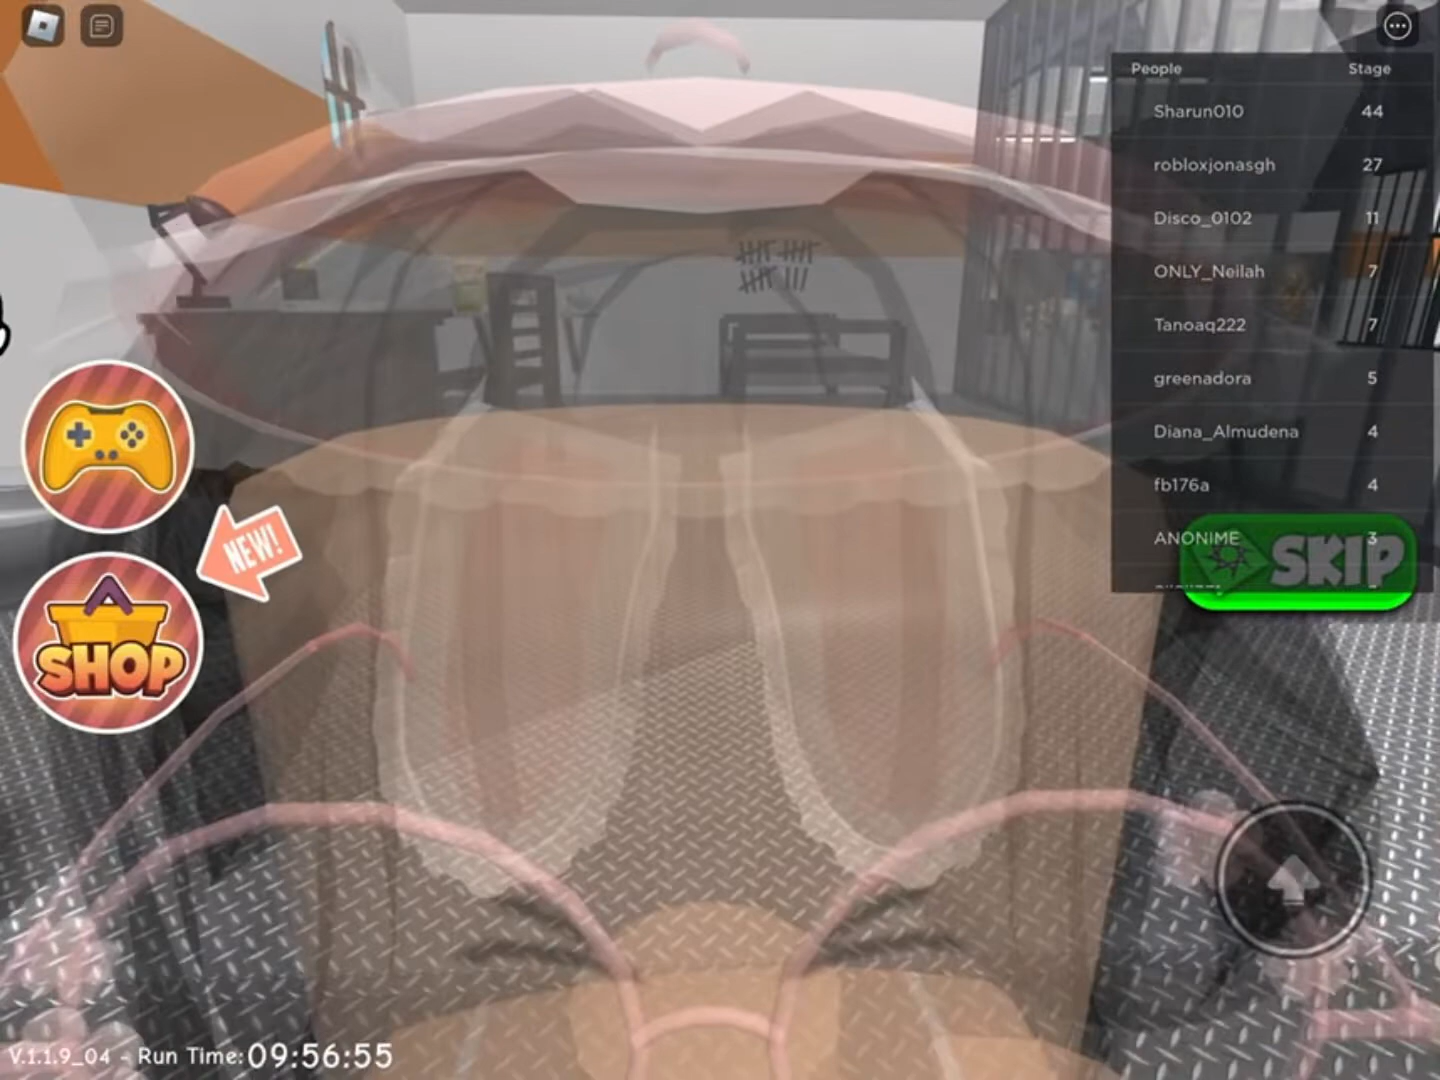 People Stage
Sharun010 44
robloxjonasgh 27
Disco_0102 11
ONLY_Neilah 7
Tanoaq222 7
greenadora 5
Diana_Almudena 4
fb176a 4
ANONIME 3
SKIP
NEW!
SHOP
V.1.1.9_04 - Run Time: 09:56:55